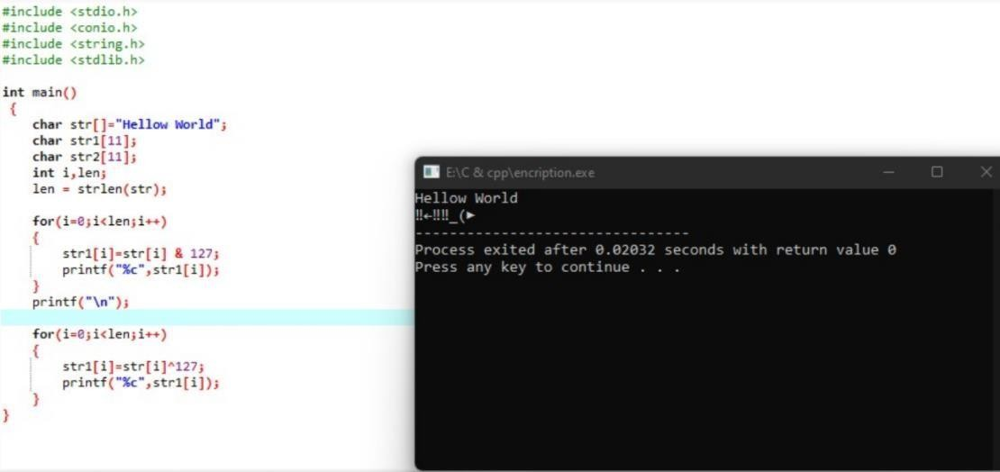 #include <stdio.h>
#include <conio.h>
#include <string.h>
#include <stdlib.h>
int main()
{
char str[]="Hellow World";
char str1[11];
char str2[11];
int i,len;
len = strlen(str);
for(i=0;i<len;i++)
{
str1[i]=str[i] & 127;
printf("%c",str1[i]);
}
printf("\n");
for(i=0;i<len;i++)
{
str1[i]=str[i]^127;
printf("%c",str1[i]);
}
}
E:\C & cpp\encription.exe
Hellow World
‼←‼‼_(►
--------------------------------
Process exited after 0.02032 seconds with return value 0
Press any key to continue . . .